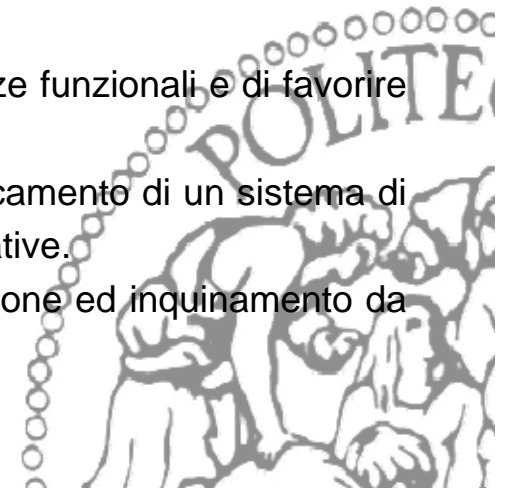 ze funzionali e di favorire
POLITE
camento di un sistema di
ative.
one ed inquinamento da